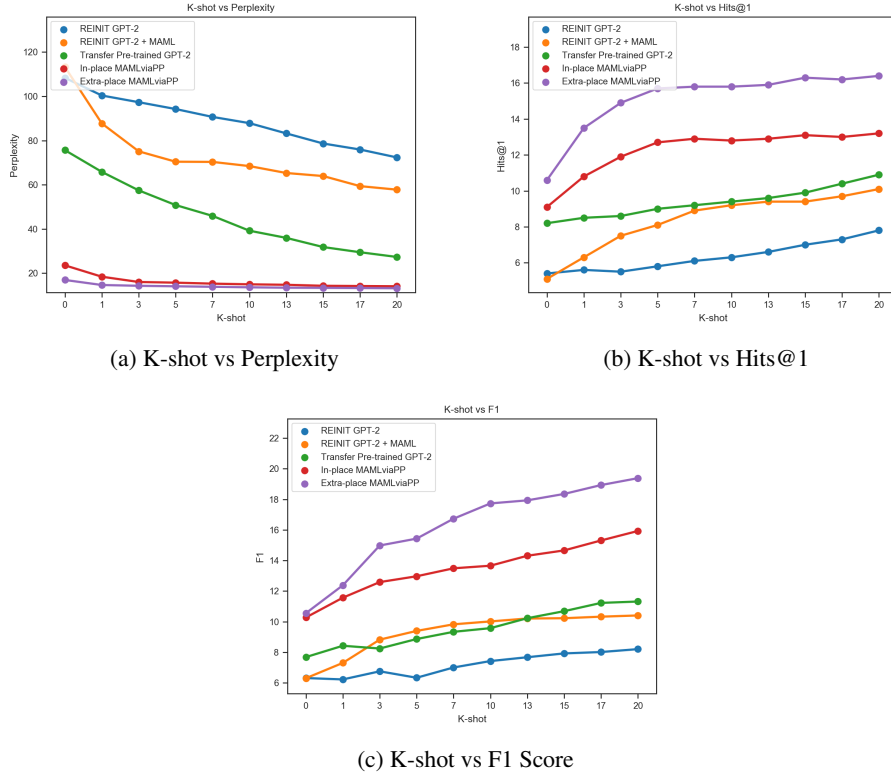 K-shot vs Perplexity
REINIT GPT-2
REINIT GPT-2 + MAML
Transfer Pre-trained GPT-2
In-place MAMLviaPP
Extra-place MAMLviaPP
120
100
80
60
40
20
Perplexity
0 1 3 5 7 10 13 15 17 20
K-shot
(a) K-shot vs Perplexity
K-shot vs Hits@1
REINIT GPT-2
REINIT GPT-2 + MAML
Transfer Pre-trained GPT-2
In-place MAMLviaPP
Extra-place MAMLviaPP
18
16
14
12
10
8
6
Hits@1
0 1 3 5 7 10 13 15 17 20
K-shot
(b) K-shot vs Hits@1
K-shot vs F1
REINIT GPT-2
REINIT GPT-2 + MAML
Transfer Pre-trained GPT-2
In-place MAMLviaPP
Extra-place MAMLviaPP
22
20
18
16
14
12
10
8
6
F1
0 1 3 5 7 10 13 15 17 20
K-shot
(c) K-shot vs F1 Score